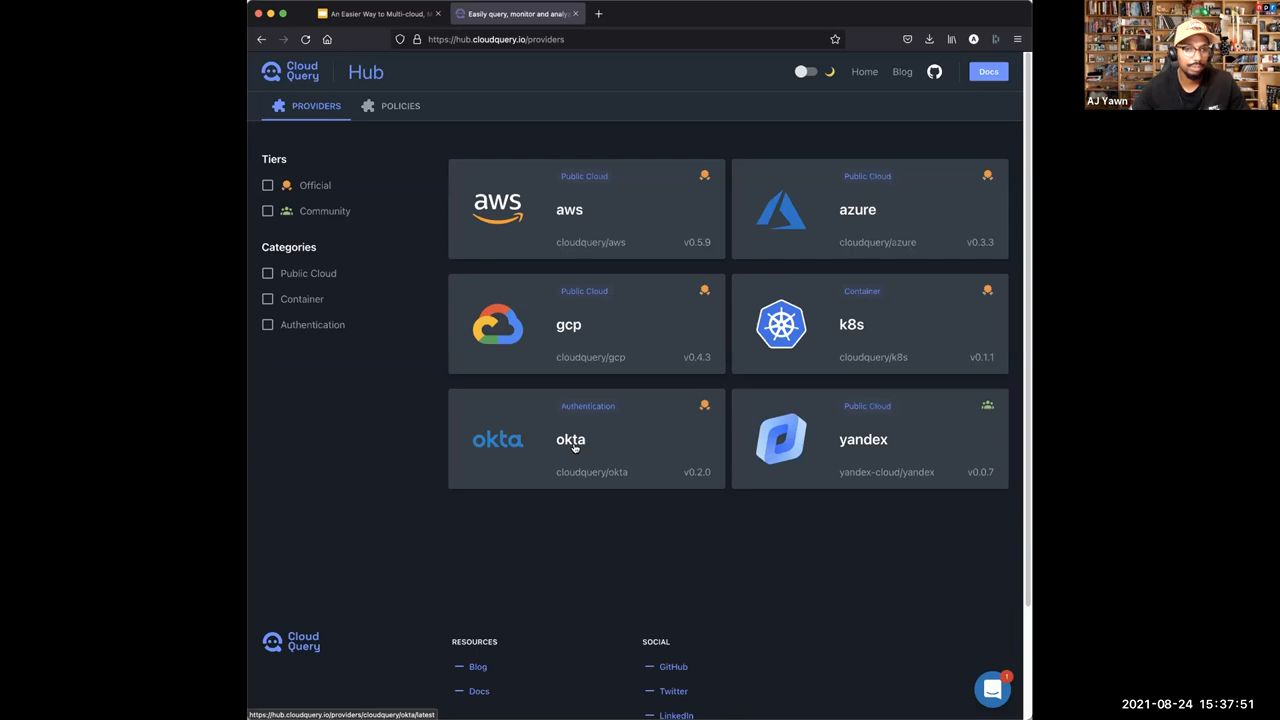 An Easier Way to Multi-cloud, M
Easily query, monitor and analyz
https://hub.cloudquery.io/providers
Cloud Query
Hub
Home
Blog
Docs
PROVIDERS
POLICIES
Tiers
Official
Community
Categories
Public Cloud
Container
Authentication
Public Cloud
aws
aws
cloudquery/aws
v0.5.9
Public Cloud
azure
cloudquery/azure
v0.3.3
Public Cloud
gcp
cloudquery/gcp
v0.4.3
Container
k8s
cloudquery/k8s
v0.1.1
Authentication
okta
okta
cloudquery/okta
v0.2.0
Public Cloud
yandex
yandex-cloud/yandex
v0.0.7
Cloud Query
RESOURCES
Blog
Docs
SOCIAL
GitHub
Twitter
LinkedIn
1
https://hub.cloudquery.io/providers/cloudquery/okta/latest
AJ Yawn
npr
2021-08-24 15:37:51